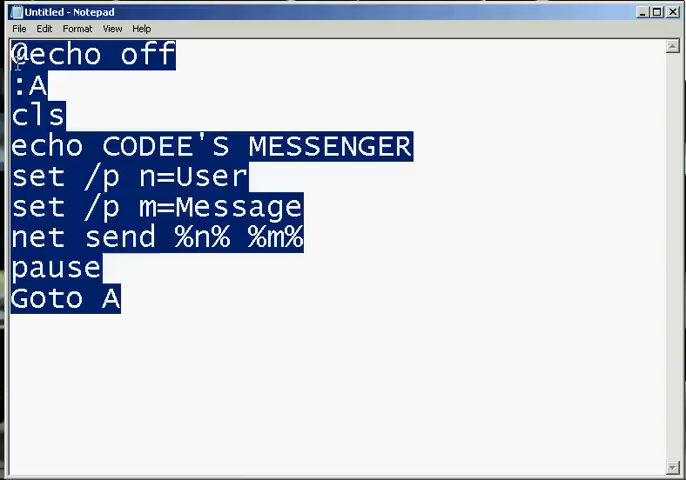 Untitled - Notepad
File Edit Format View Help
@echo off
:A
cls
echo CODEE'S MESSENGER
set /p n=User
set /p m=Message
net send %n% %m%
pause
Goto A